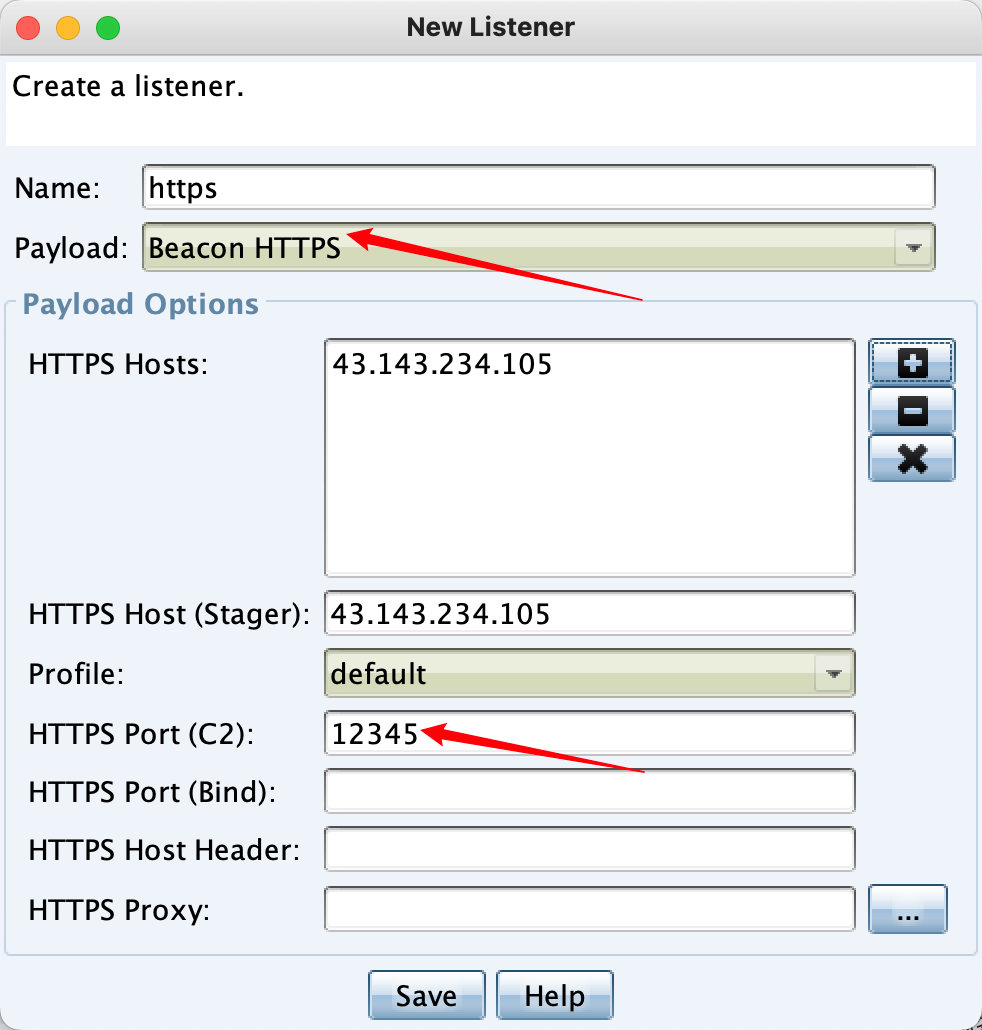 New Listener
Create a listener.
Name: https
Payload: Beacon HTTPS
Payload Options
HTTPS Hosts: 43.143.234.105
HTTPS Host (Stager): 43.143.234.105
Profile: default
HTTPS Port (C2): 12345
HTTPS Port (Bind):
HTTPS Host Header:
HTTPS Proxy: ...
Save Help